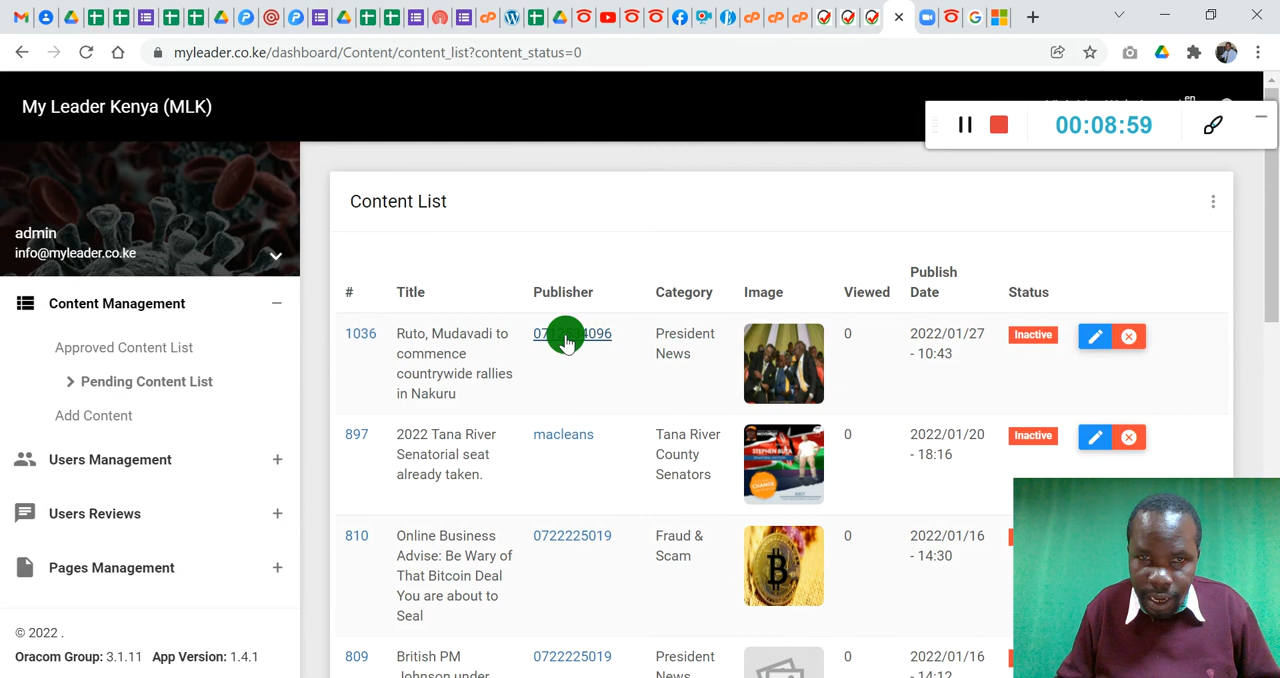 myleader.co.ke/dashboard/Content/content_list?content_status=0
My Leader Kenya (MLK)
en
00:08:59
admin
info@myleader.co.ke
Content Management
Approved Content List
Pending Content List
Add Content
Users Management
Users Reviews
Pages Management
© 2022 .
Oracom Group: 3.1.11 App Version: 1.4.1
Content List
# Title Publisher Category Image Viewed Publish Date Status
1036 Ruto, Mudavadi to commence countrywide rallies in Nakuru President News 0 2022/01/27 - 10:43 Inactive
897 2022 Tana River Senatorial seat already taken. macleans Tana River County Senators STEPHEN BUYA CHANGE 0 2022/01/20 - 18:16 Inactive
810 Online Business Advise: Be Wary of That Bitcoin Deal You are about to Seal 0722225019 Fraud & Scam 0 2022/01/16 - 14:30
809 British PM Johnson under 0722225019 President News 0 2022/01/16 - 14:12